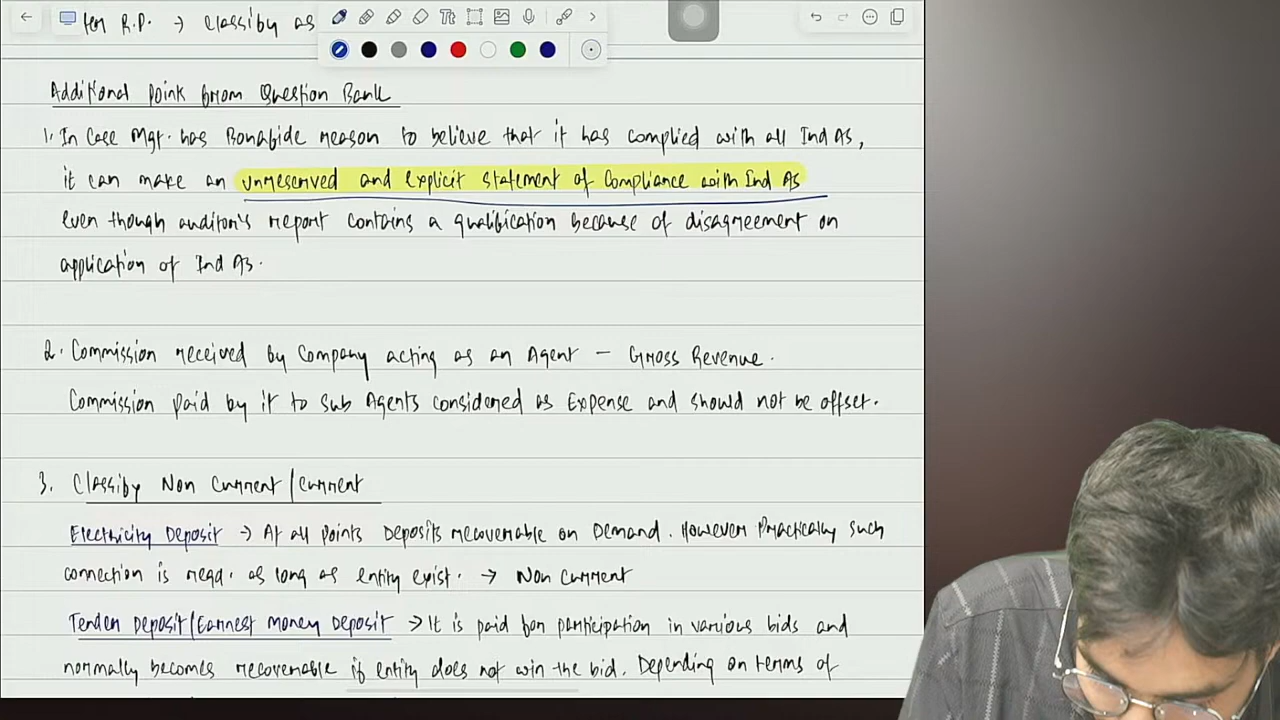 for R.P. → Classify as
Additional Point from Question Bank
1. In Case Mgt. has Bonafide reason to believe that it has complied with all Ind AS,
it can make an unreserved and explicit statement of Compliance with Ind AS
even though auditor's report contains a qualification because of disagreement on
application of Ind AS.
2. Commission received by Company acting as an Agent – Gross Revenue.
Commission paid by it to Sub Agents considered as Expense and should not be offset.
3. Classify Non Current/Current
Electricity Deposit → At all points Deposits recoverable on Demand. However Practically such
connection is reqd. as long as entity exist. → Non Current
Tender Deposit/Earnest Money Deposit → It is paid for participation in various bids and
normally becomes recoverable if entity does not win the bid. Depending on terms of